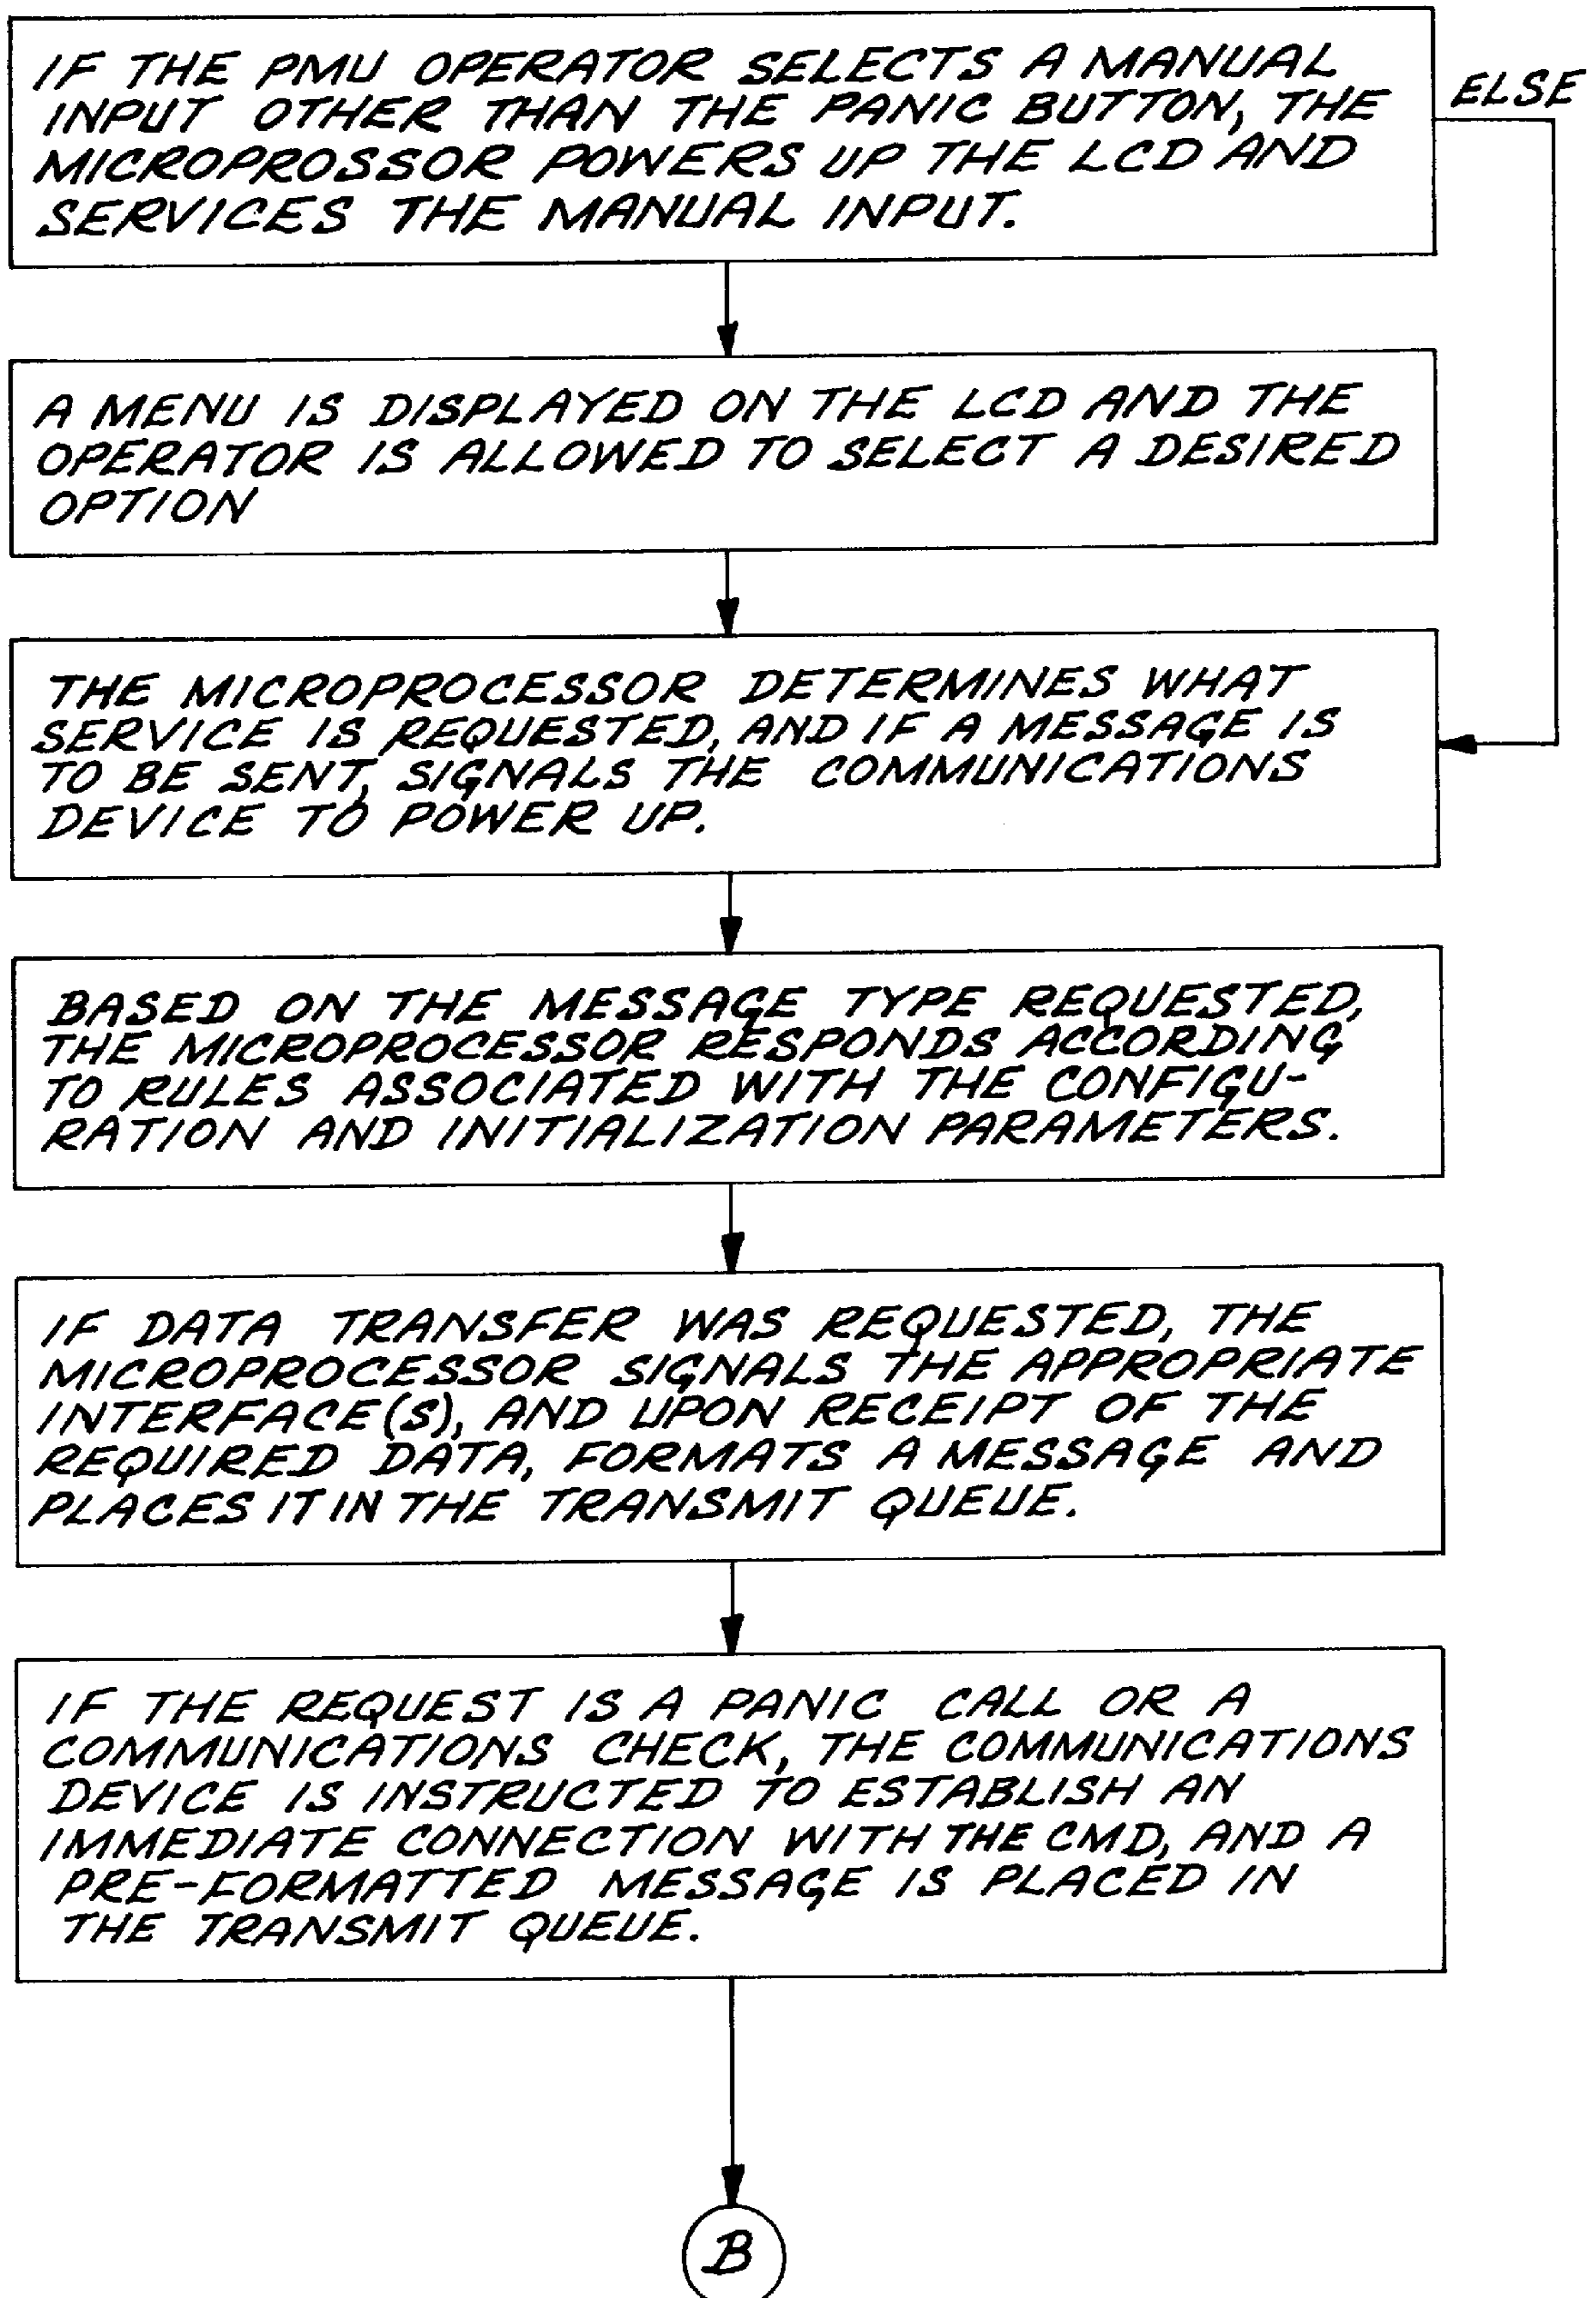 IF THE PMU OPERATOR SELECTS A MANUAL
INPUT OTHER THAN THE PANIC BUTTON, THE
MICROPROSSOR POWERS UP THE LCD AND
SERVICES THE MANUAL INPUT.
ELSE
A MENU IS DISPLAYED ON THE LCD AND THE
OPERATOR IS ALLOWED TO SELECT A DESIRED
OPTION
THE MICROPROCESSOR DETERMINES WHAT
SERVICE IS REQUESTED, AND IF A MESSAGE IS
TO BE SENT, SIGNALS THE COMMUNICATIONS
DEVICE TO POWER UP.
BASED ON THE MESSAGE TYPE REQUESTED,
THE MICROPROCESSOR RESPONDS ACCORDING
TO RULES ASSOCIATED WITH THE CONFIGU-
RATION AND INITIALIZATION PARAMETERS.
IF DATA TRANSFER WAS REQUESTED, THE
MICROPROCESSOR SIGNALS THE APPROPRIATE
INTERFACE(S), AND UPON RECEIPT OF THE
REQUIRED DATA, FORMATS A MESSAGE AND
PLACES IT IN THE TRANSMIT QUEUE.
IF THE REQUEST IS A PANIC CALL OR A
COMMUNICATIONS CHECK, THE COMMUNICATIONS
DEVICE IS INSTRUCTED TO ESTABLISH AN
IMMEDIATE CONNECTION WITH THE CMD, AND A
PRE-FORMATTED MESSAGE IS PLACED IN
THE TRANSMIT QUEUE.
B